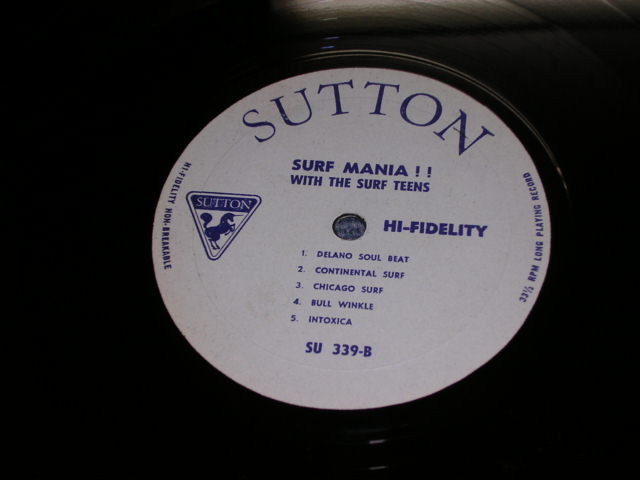 SUTTON
SURF MANIA ! !
WITH THE SURF TEENS
HI-FIDELITY NON-BREAKABLE
SUTTON
HI-FIDELITY
33⅓ RPM LONG PLAYING RECORD
1. DELANO SOUL BEAT
2. CONTINENTAL SURF
3. CHICAGO SURF
4. BULL WINKLE
5. INTOXICA
SU 339-B